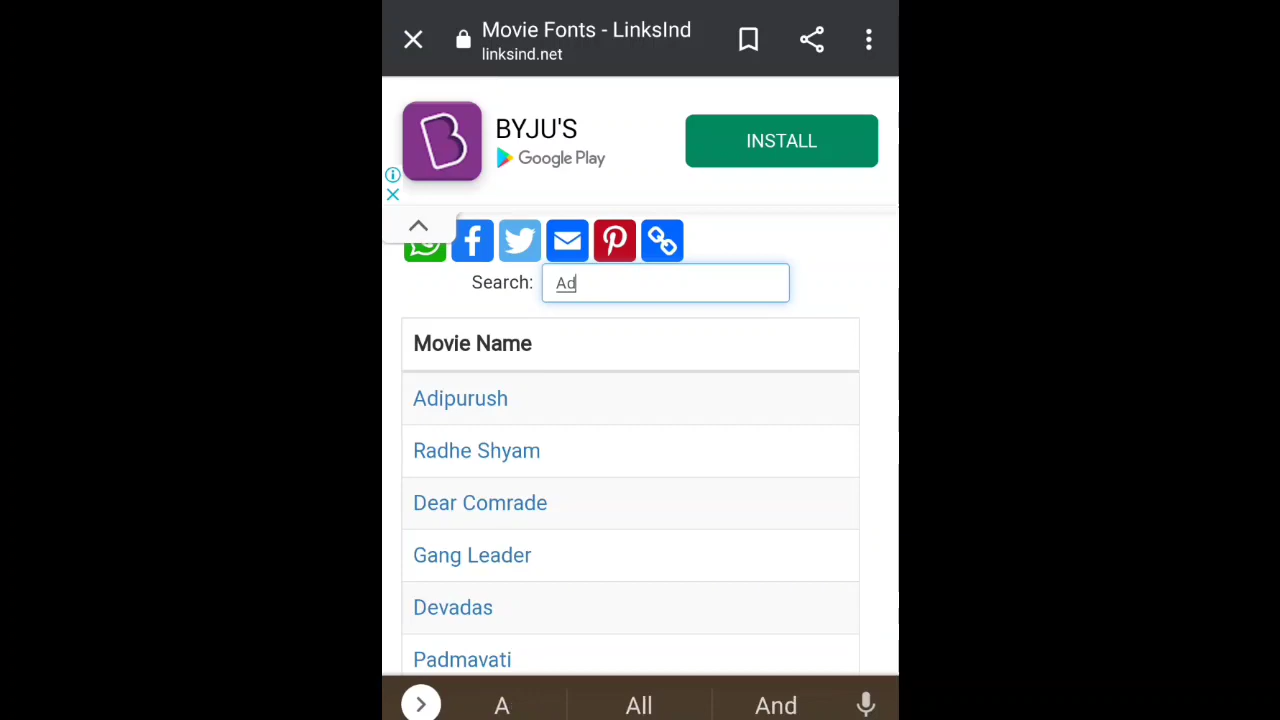 Movie Fonts - LinksInd
linksind.net
BYJU'S
Google Play
INSTALL
Search: Ad
Movie Name
Adipurush
Radhe Shyam
Dear Comrade
Gang Leader
Devadas
Padmavati
A All And